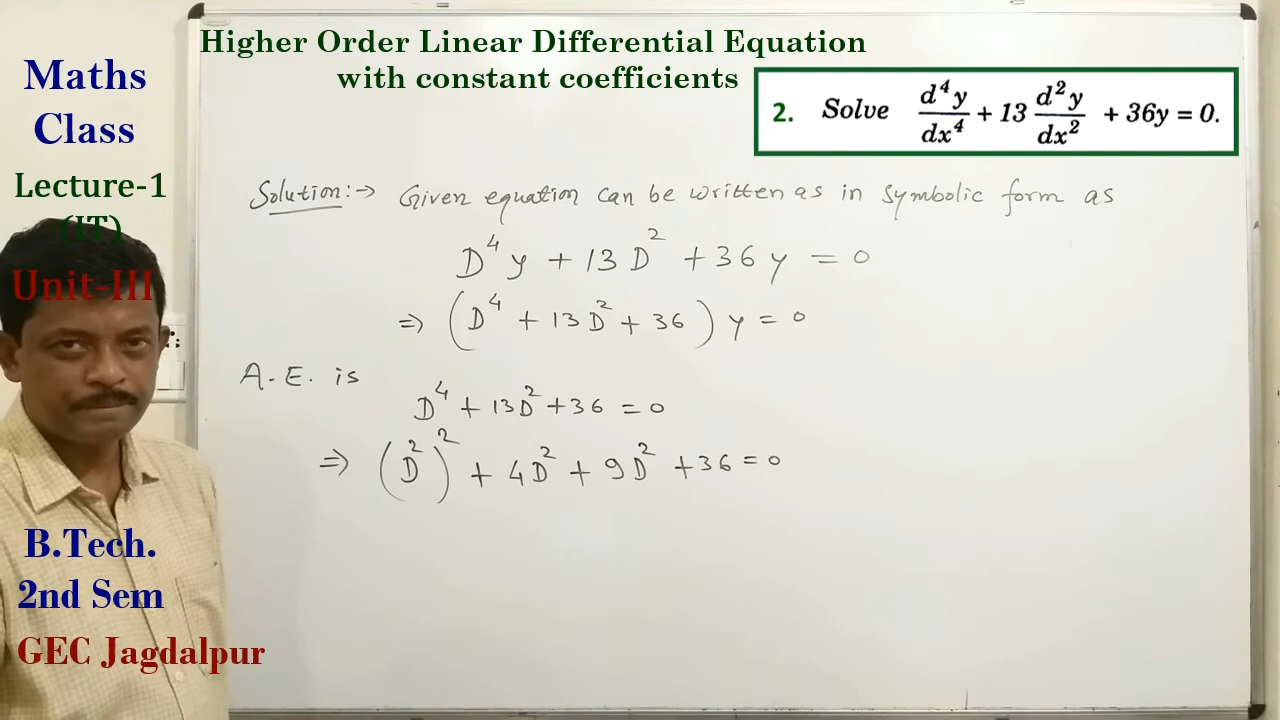 Higher Order Linear Differential Equation
with constant coefficients
Maths
Class
Lecture-1
(IT)
Unit-III
2. Solve d⁴y/dx⁴ + 13 d²y/dx² + 36y = 0.
Solution:→ Given equation can be written as in symbolic form as
D⁴y + 13D² + 36y = 0
⇒ (D⁴ + 13D² + 36) y = 0
A.E. is
D⁴ + 13D² + 36 = 0
⇒ (D²)² + 4D² + 9D² + 36 = 0
B.Tech.
2nd Sem
GEC Jagdalpur